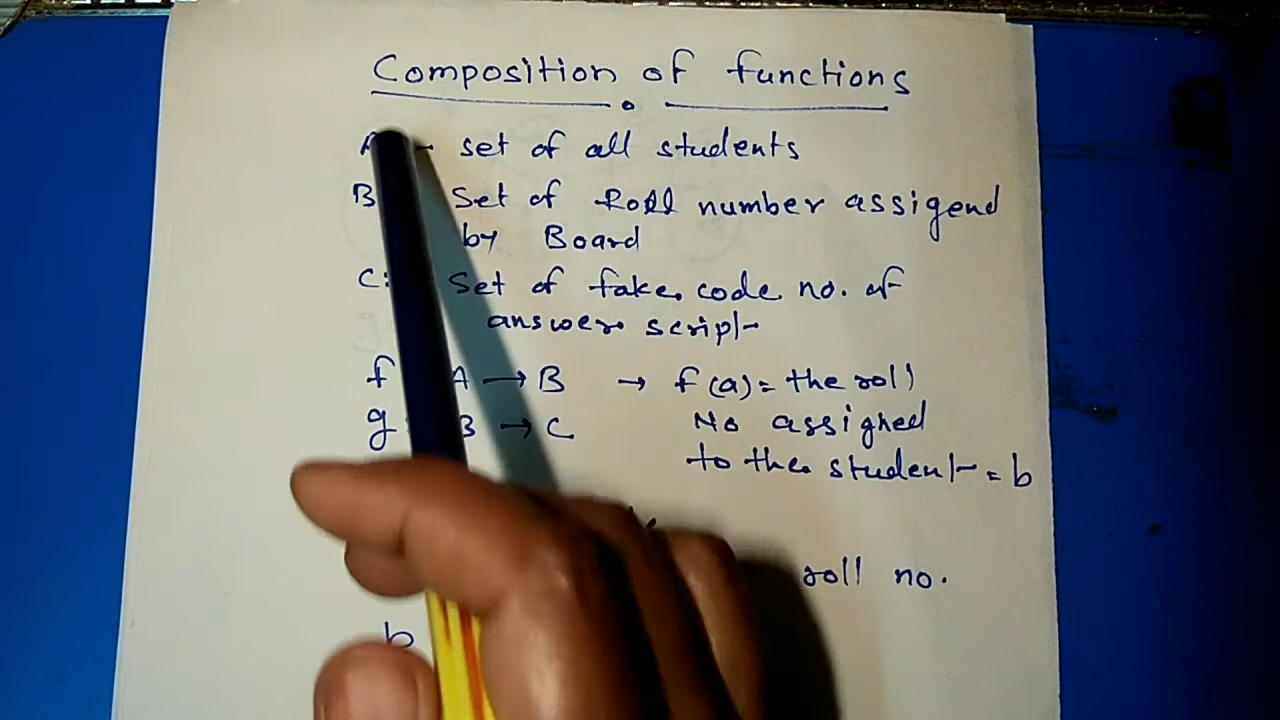 Composition of functions
A - set of all students
B Set of Roll number assigend
by Board
C: Set of fake code no. of
answer script
f A → B → f(a) = the roll
g: B → C No assigned
to the student = b
roll no.
b